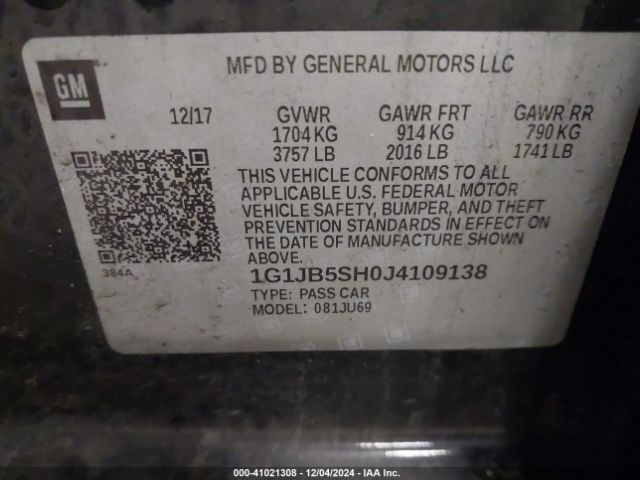 GM
MFD BY GENERAL MOTORS LLC
12/17 GVWR GAWR FRT GAWR RR
1704 KG 914 KG 790 KG
3757 LB 2016 LB 1741 LB
THIS VEHICLE CONFORMS TO ALL
APPLICABLE U.S. FEDERAL MOTOR
VEHICLE SAFETY, BUMPER, AND THEFT
PREVENTION STANDARDS IN EFFECT ON
THE DATE OF MANUFACTURE SHOWN
ABOVE.
384A
1G1JB5SH0J4109138
TYPE: PASS CAR
MODEL: 081JU69
000-41021308 - 12/04/2024 - IAA Inc.